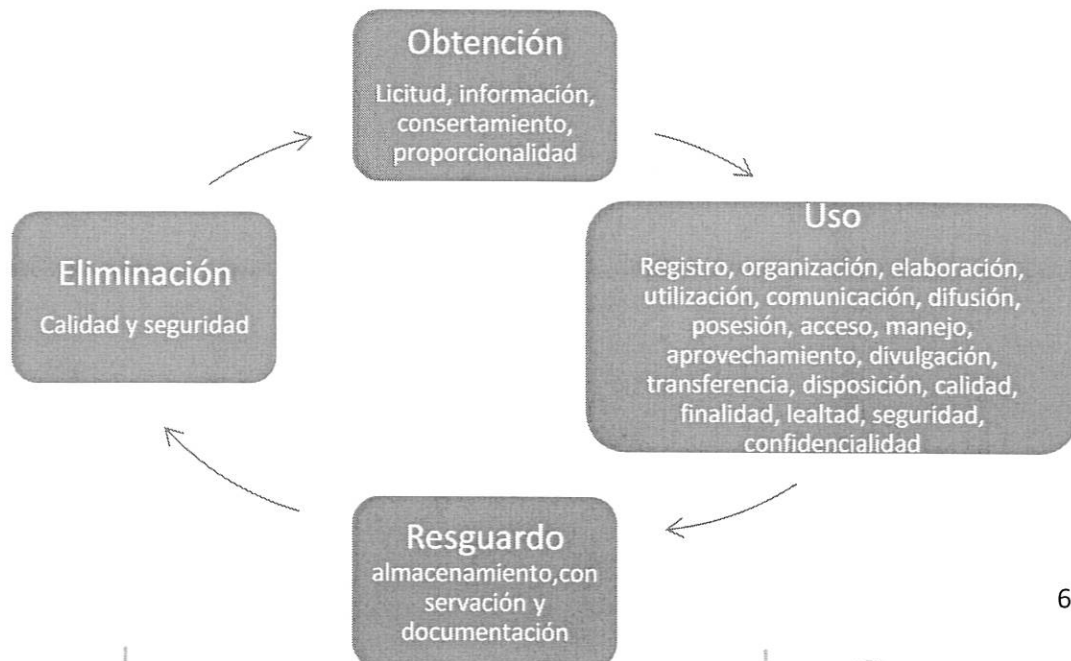 Obtención
Licitud, información,
consertamiento,
proporcionalidad
Uso
Registro, organización, elaboración,
utilización, comunicación, difusión,
posesión, acceso, manejo,
aprovechamiento, divulgación,
transferencia, disposición, calidad,
finalidad, lealtad, seguridad,
confidencialidad
Resguardo
almacenamiento,con
servación y
documentación
Eliminación
Calidad y seguridad
6